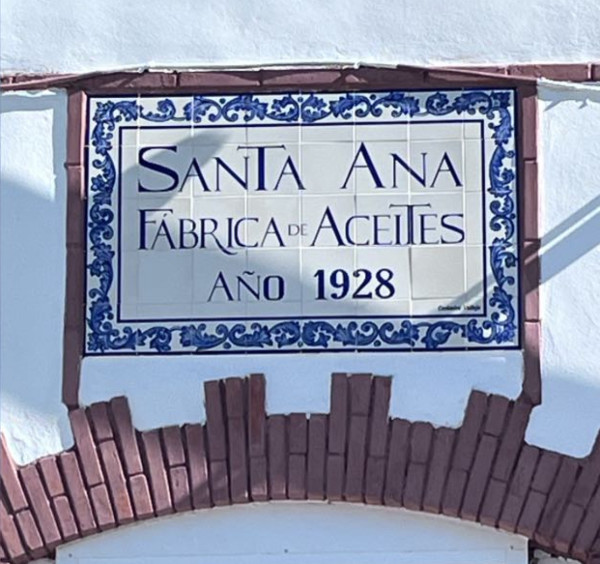 SANTA ANA
FÁBRICA DE ACEITES
AÑO 1928